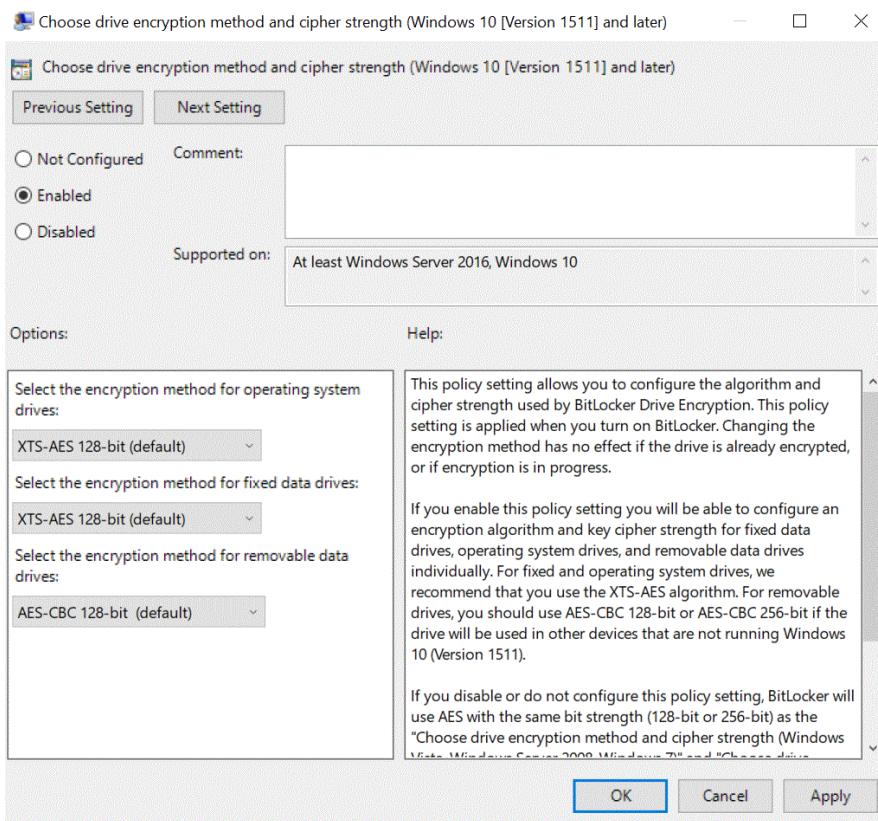 Choose drive encryption method and cipher strength (Windows 10 [Version 1511] and later)
Choose drive encryption method and cipher strength (Windows 10 [Version 1511] and later)
Previous Setting
Next Setting
Not Configured
Enabled
Disabled
Comment:
Supported on:
At least Windows Server 2016, Windows 10
Options:
Select the encryption method for operating system
drives:
XTS-AES 128-bit (default)
Select the encryption method for fixed data drives:
XTS-AES 128-bit (default)
Select the encryption method for removable data
drives:
AES-CBC 128-bit (default)
Help:
This policy setting allows you to configure the algorithm and
cipher strength used by BitLocker Drive Encryption. This policy
setting is applied when you turn on BitLocker. Changing the
encryption method has no effect if the drive is already encrypted,
or if encryption is in progress.
If you enable this policy setting you will be able to configure an
encryption algorithm and key cipher strength for fixed data
drives, operating system drives, and removable data drives
individually. For fixed and operating system drives, we
recommend that you use the XTS-AES algorithm. For removable
drives, you should use AES-CBC 128-bit or AES-CBC 256-bit if the
drive will be used in other devices that are not running Windows
10 (Version 1511).
If you disable or do not configure this policy setting, BitLocker will
use AES with the same bit strength (128-bit or 256-bit) as the
"Choose drive encryption method and cipher strength (Windows
Vista, Windows Server 2008, Windows 7)" and "Choose drive
OK
Cancel
Apply